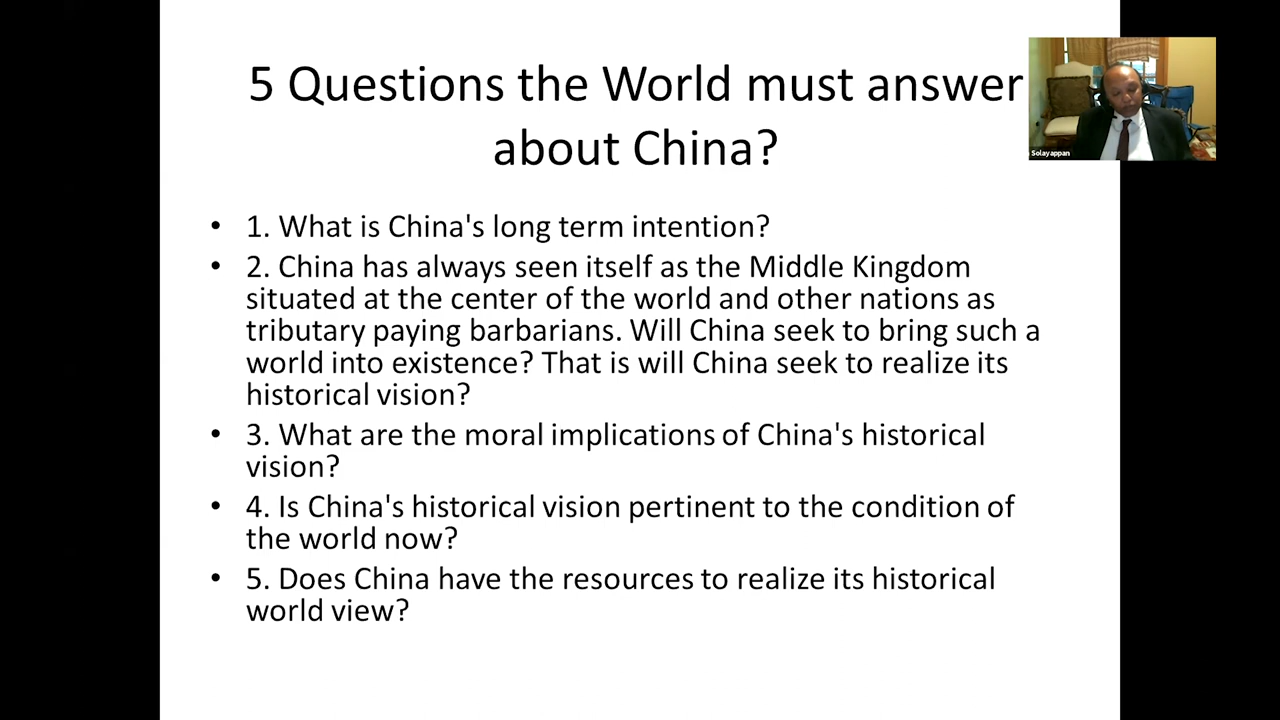 5 Questions the World must answer
about China?
• 1. What is China's long term intention?
• 2. China has always seen itself as the Middle Kingdom
situated at the center of the world and other nations as
tributary paying barbarians. Will China seek to bring such a
world into existence? That is will China seek to realize its
historical vision?
• 3. What are the moral implications of China's historical
vision?
• 4. Is China's historical vision pertinent to the condition of
the world now?
• 5. Does China have the resources to realize its historical
world view?
Solayappan